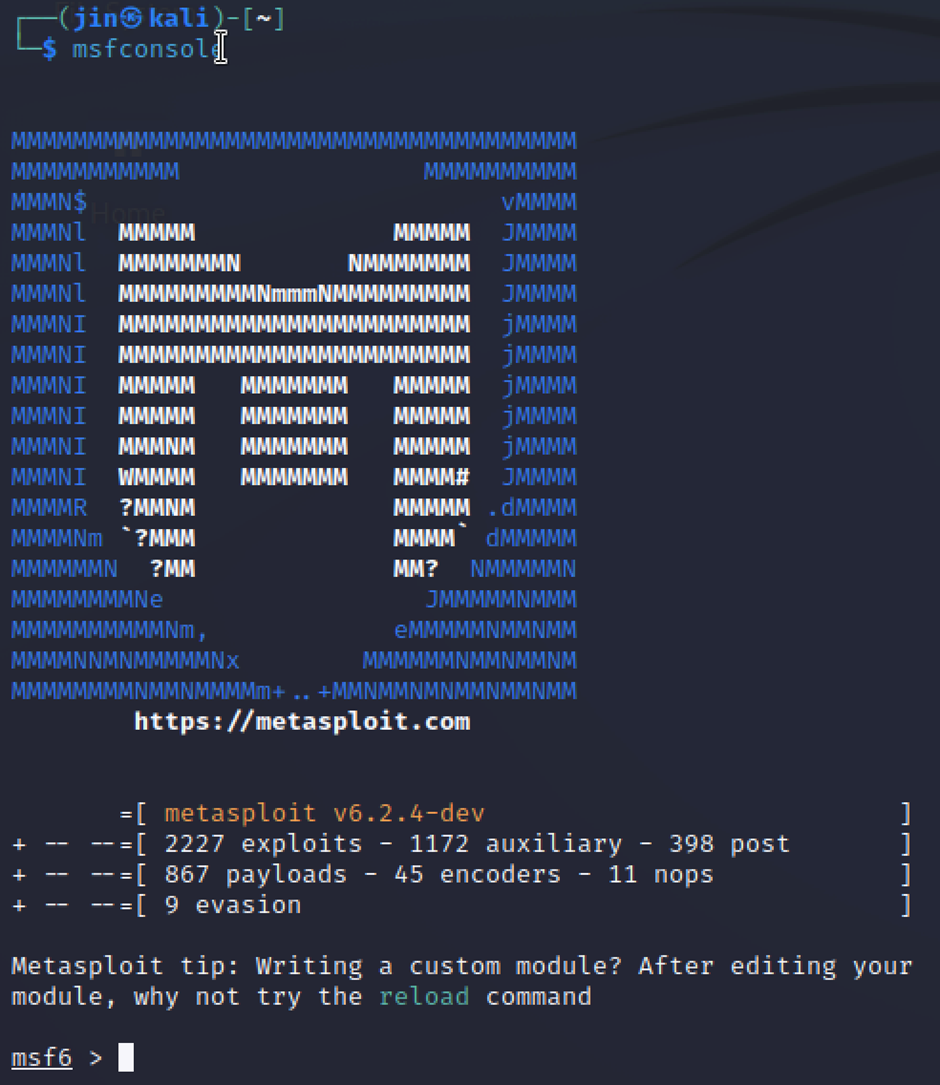 ┌──(jin㉿kali)-[~]
└─$ msfconsole
MMMMMMMMMMMMMMMMMMMMMMMMMMMMMMMMMMMMM
MMMMMMMMMMM                MMMMMMMMMM
MMMN$                           vMMMM
MMMNl  MMMMM             MMMMM  JMMMM
MMMNl  MMMMMMMN       NMMMMMMM  JMMMM
MMMNl  MMMMMMMMMNmmmNMMMMMMMMM  JMMMM
MMMNI  MMMMMMMMMMMMMMMMMMMMMMM  jMMMM
MMMNI  MMMMMMMMMMMMMMMMMMMMMMM  jMMMM
MMMNI  MMMMM   MMMMMMM   MMMMM  jMMMM
MMMNI  MMMMM   MMMMMMM   MMMMM  jMMMM
MMMNI  MMMNM   MMMMMMM   MMMMM  jMMMM
MMMNI  WMMMM   MMMMMMM   MMMM#  JMMMM
MMMMR  ?MMNM             MMMMM .dMMMM
MMMMNm `?MMM             MMMM` dMMMMM
MMMMMMN  ?MM             MM?  NMMMMMN
MMMMMMMMNe                 JMMMMMNMMM
MMMMMMMMMMNm,            eMMMMMNMMNMM
MMMMNNMNMMMMMNx        MMMMMMNMMNMMNM
MMMMMMMMNMMNMMMMm+..+MMNMMNMNMMNMMNMM
        https://metasploit.com
       =[ metasploit v6.2.4-dev                           ]
+ -- --=[ 2227 exploits - 1172 auxiliary - 398 post       ]
+ -- --=[ 867 payloads - 45 encoders - 11 nops            ]
+ -- --=[ 9 evasion                                       ]
Metasploit tip: Writing a custom module? After editing your
module, why not try the reload command
msf6 >
Home